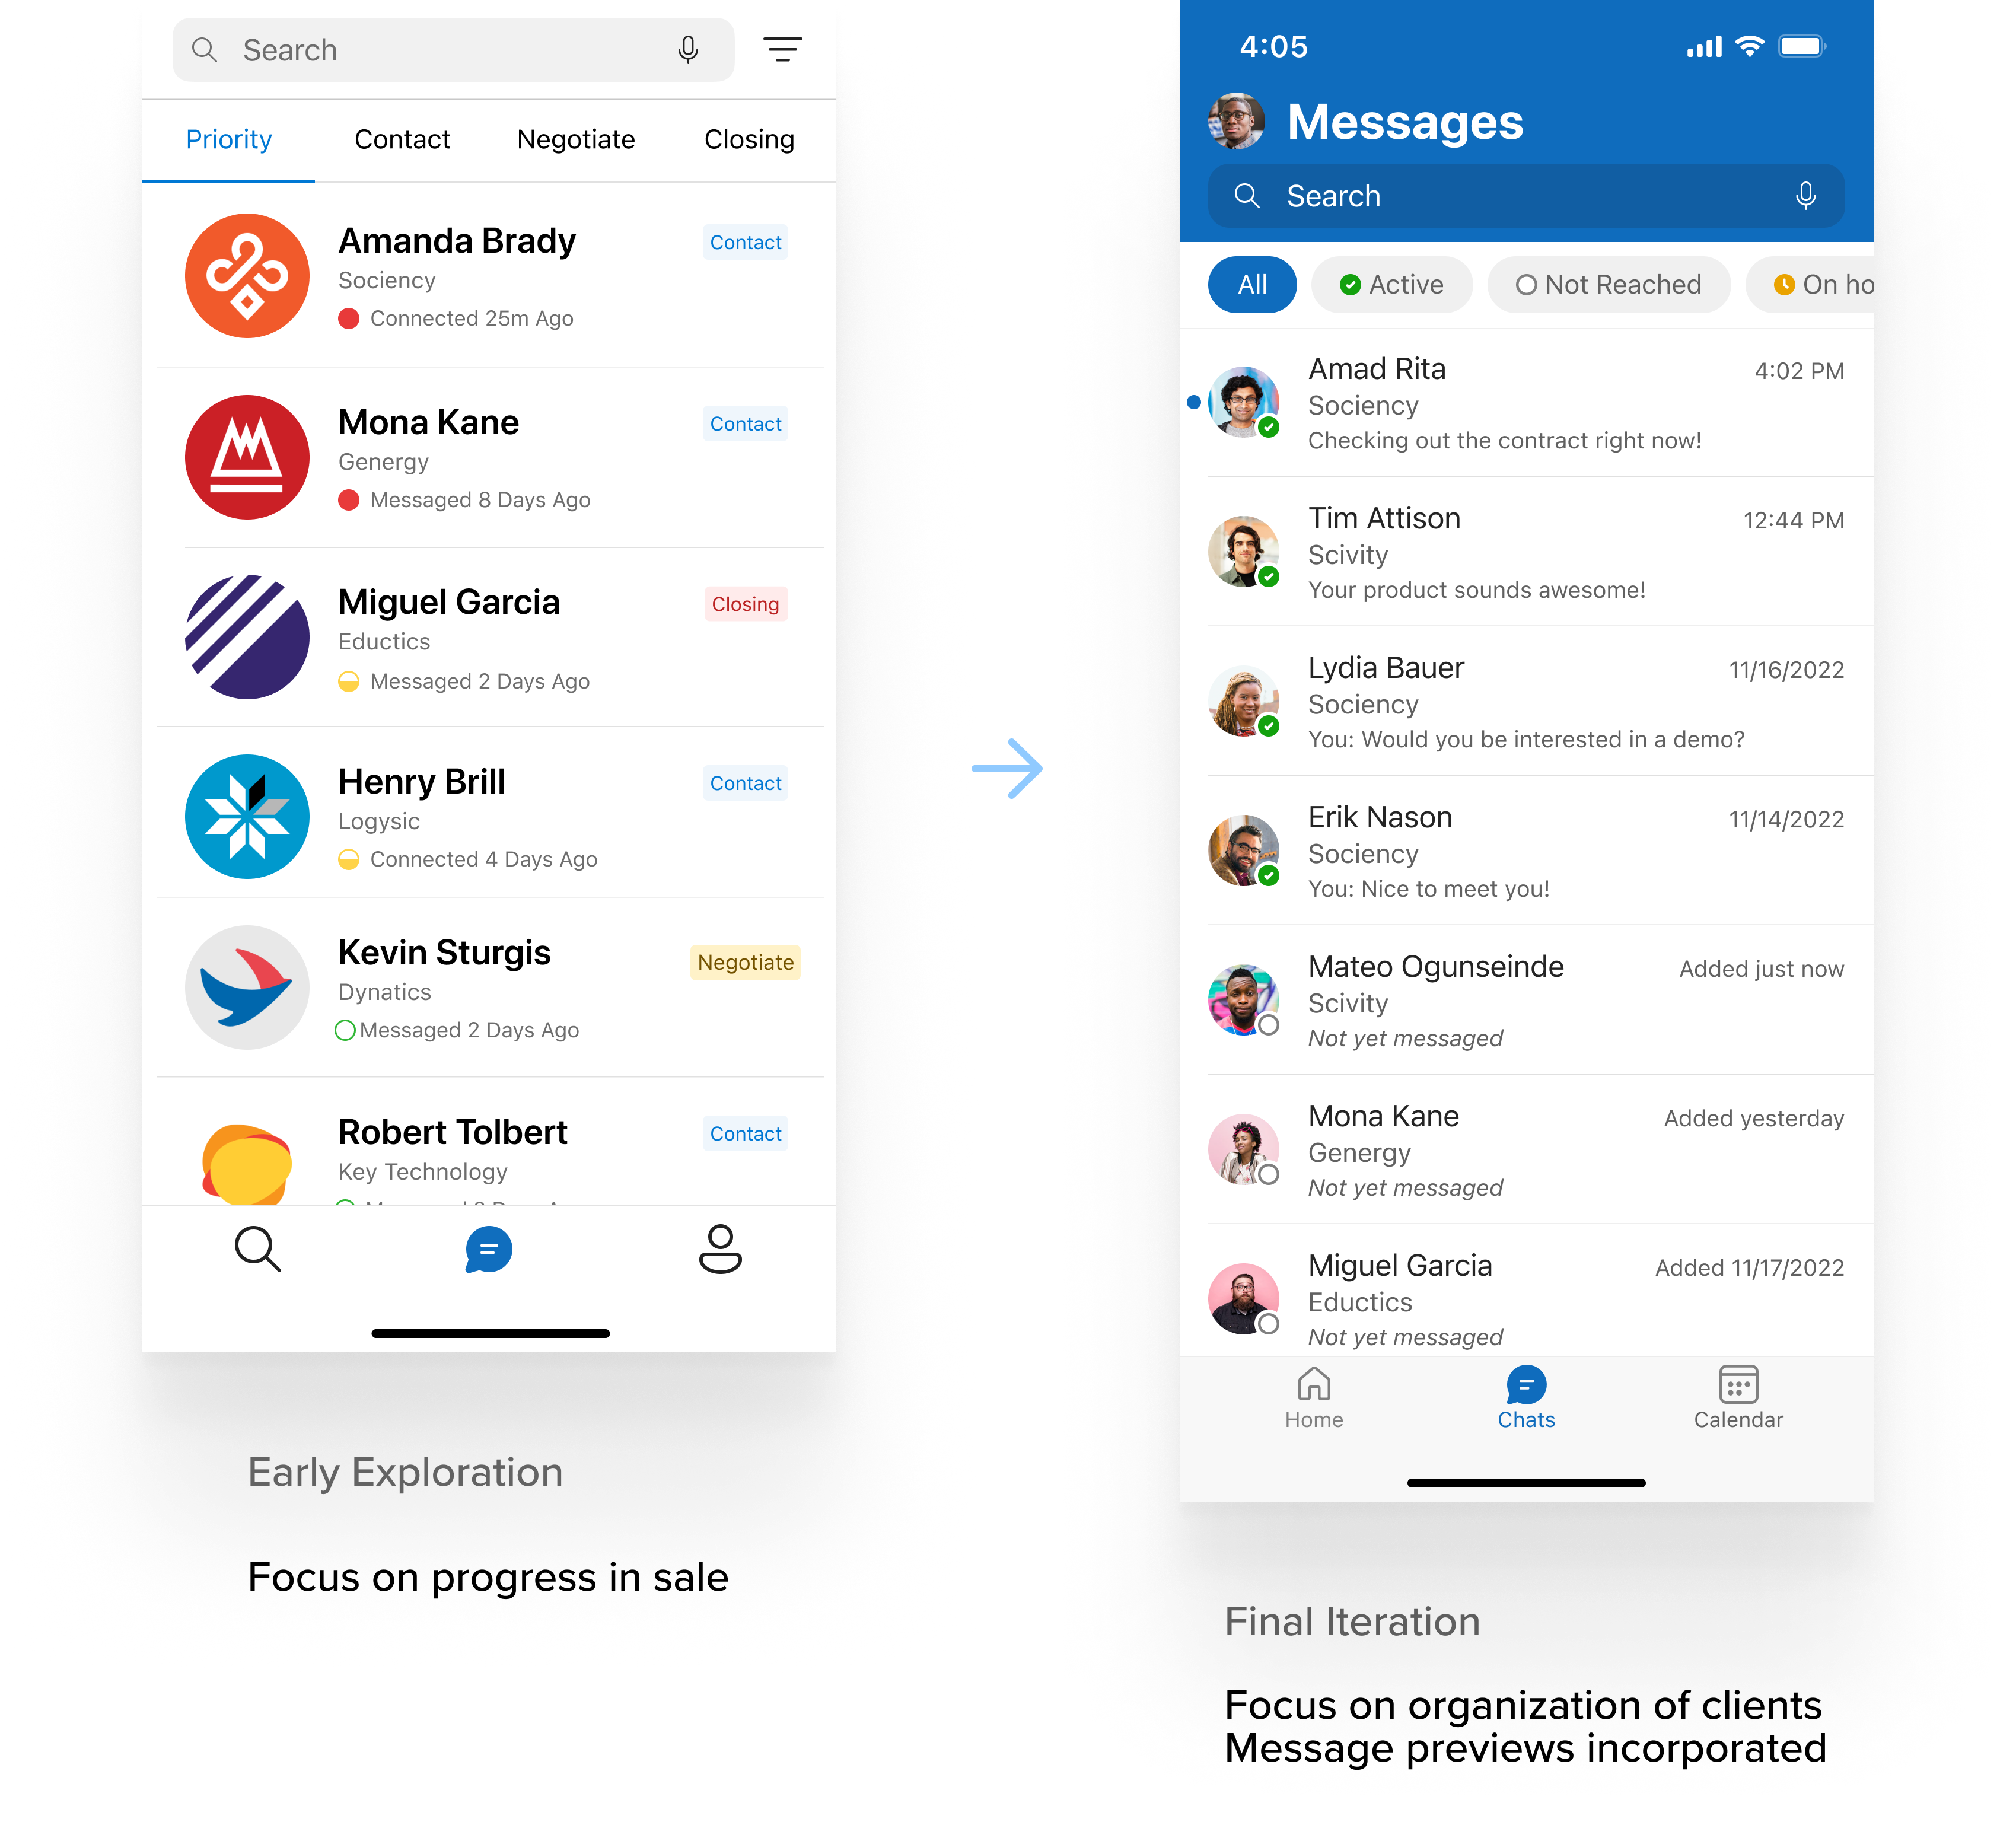 Search
Priority
Contact
Negotiate
Closing
Amanda Brady
Contact
Sociency
Connected 25m Ago
Mona Kane
Contact
Genergy
Messaged 8 Days Ago
Miguel Garcia
Closing
Eductics
Messaged 2 Days Ago
Henry Brill
Contact
Logysic
Connected 4 Days Ago
Kevin Sturgis
Negotiate
Dynatics
Messaged 2 Days Ago
Robert Tolbert
Contact
Key Technology
Early Exploration
Focus on progress in sale
4:05
Messages
Search
All
Active
Not Reached
On ho
Amad Rita
4:02 PM
Sociency
Checking out the contract right now!
Tim Attison
12:44 PM
Scivity
Your product sounds awesome!
Lydia Bauer
11/16/2022
Sociency
You: Would you be interested in a demo?
Erik Nason
11/14/2022
Sociency
You: Nice to meet you!
Mateo Ogunseinde
Added just now
Scivity
Not yet messaged
Mona Kane
Added yesterday
Genergy
Not yet messaged
Miguel Garcia
Added 11/17/2022
Eductics
Not yet messaged
Home
Chats
Calendar
Final Iteration
Focus on organization of clients
Message previews incorporated